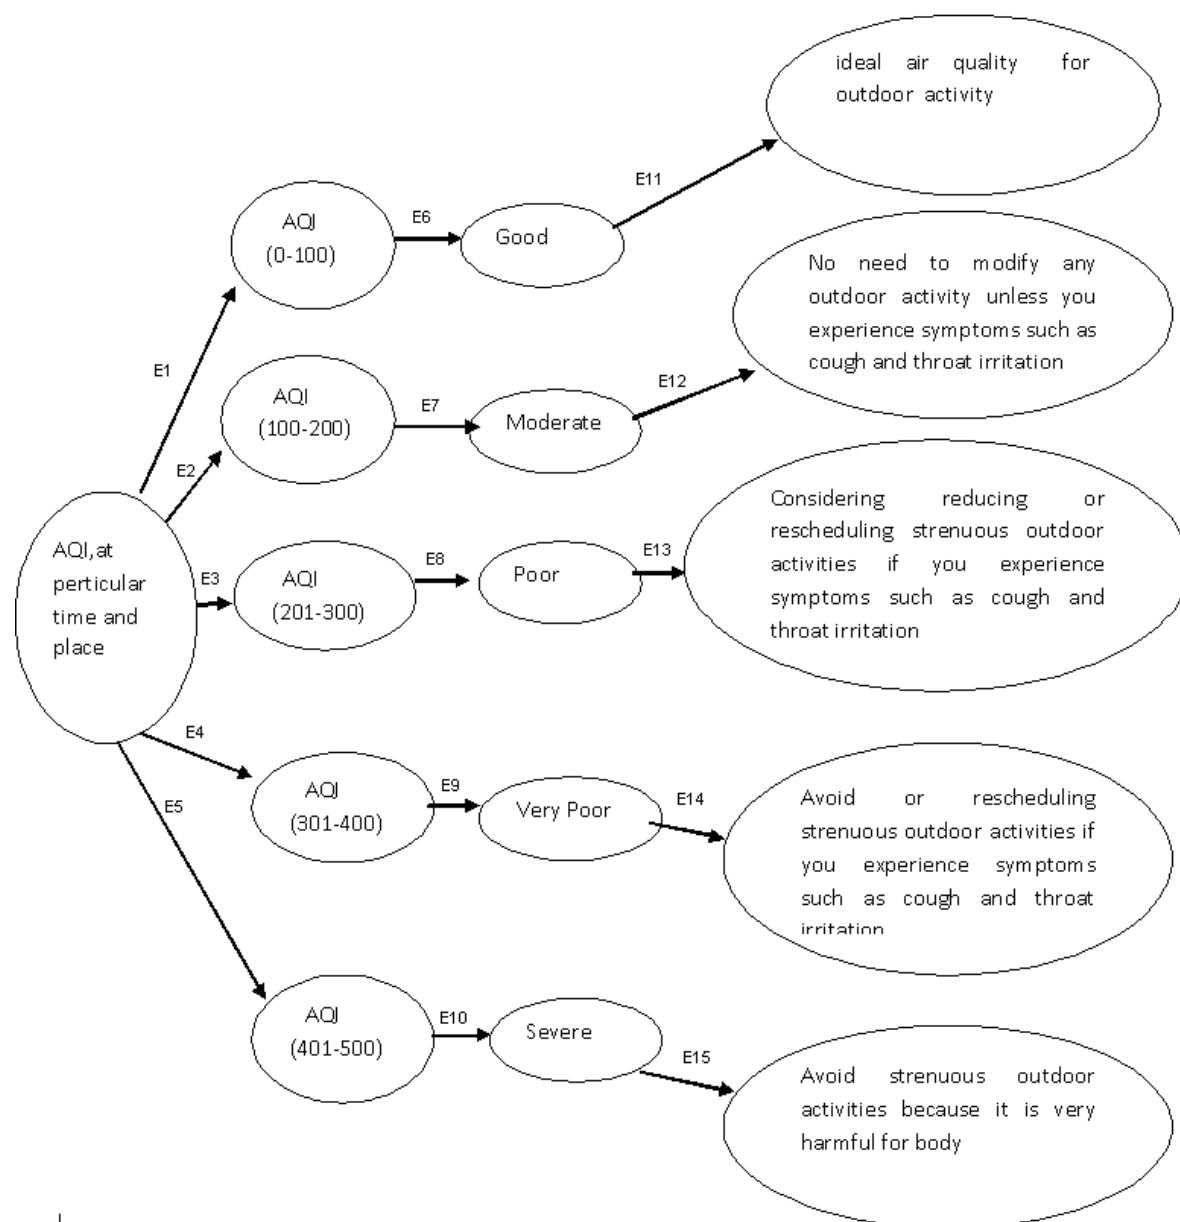 ideal air quality for
outdoor activity
E11
AQI
(0-100)
E6
Good
No need to modify any
outdoor activity unless you
experience symptoms such as
cough and throat irritation
E1
E12
AQI
(100-200)
E7
Moderate
E2
Considering reducing or
rescheduling strenuous outdoor
activities if you experience
symptoms such as cough and
throat irritation
AQI,at
perticular
time and
place
E3
AQI
(201-300)
E8
Poor
E13
E4
AQI
(301-400)
E9
Very Poor
E14
Avoid or rescheduling
strenuous outdoor activities if
you experience symptoms
such as cough and throat
irritation
E5
AQI
(401-500)
E10
Severe
E15
Avoid strenuous outdoor
activities because it is very
harmful for body